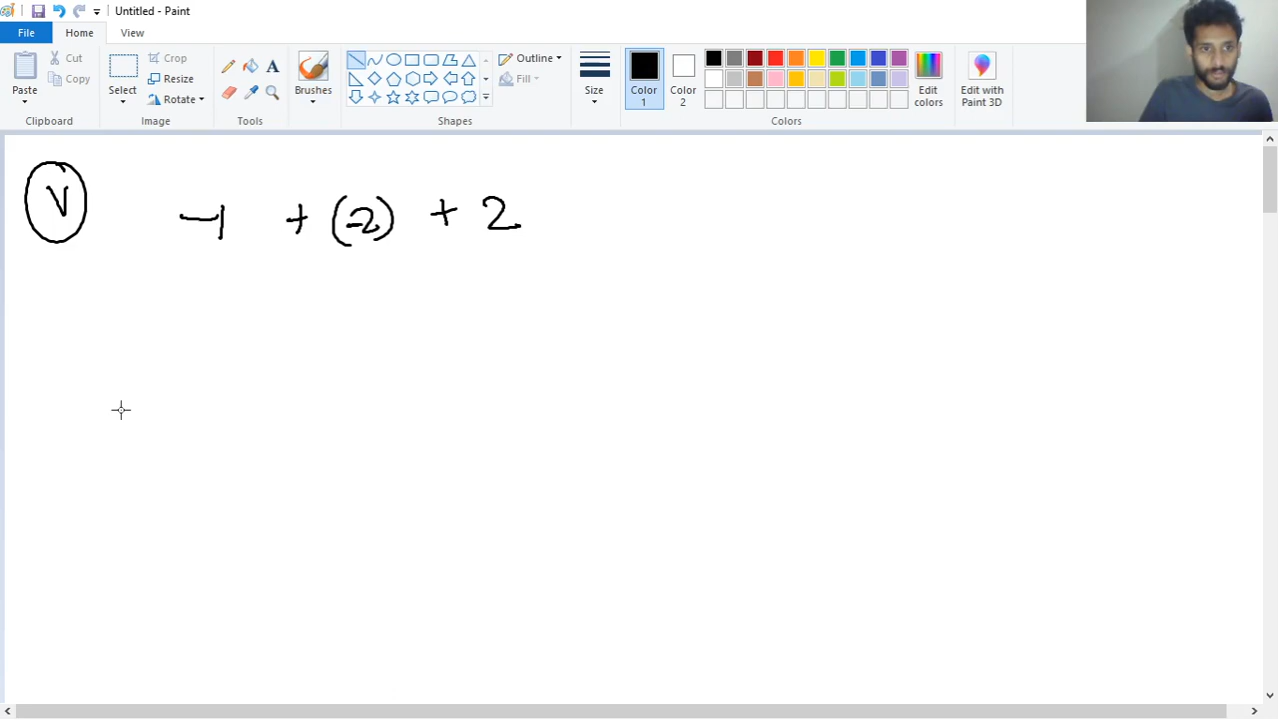 Untitled - Paint
File Home View
Paste
Cut
Copy
Clipboard
Select
Crop
Resize
Rotate
Image
Tools
Brushes
Shapes
Outline
Fill
Size
Color 1
Color 2
Edit colors
Edit with Paint 3D
Colors
V -1 + (-2) + 2